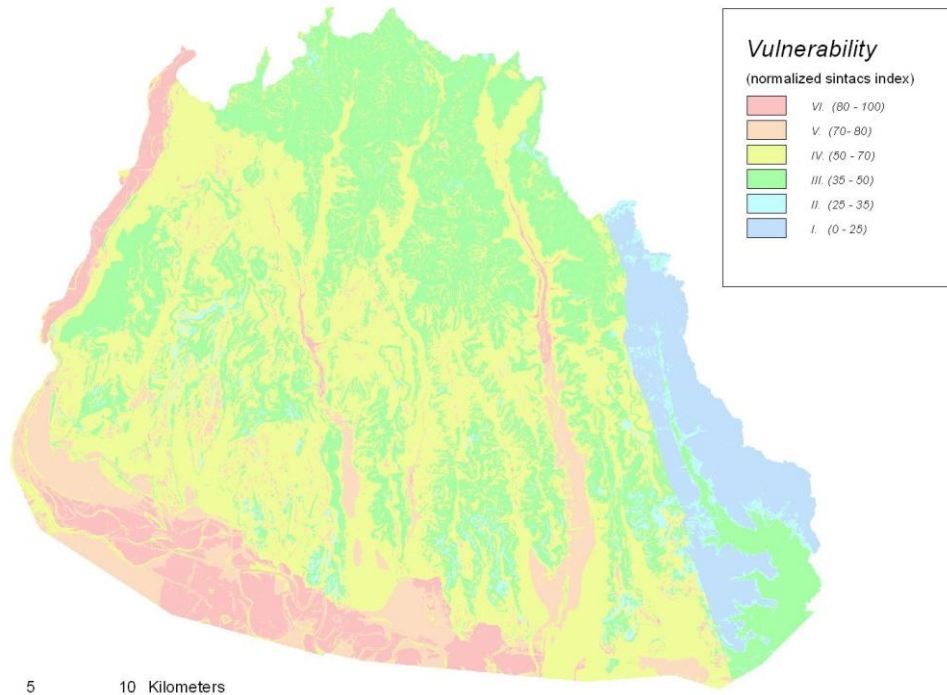 Vulnerability
(normalized sintacs index)
VI. (80 - 100)
V. (70- 80)
IV. (50 - 70)
III. (35 - 50)
II. (25 - 35)
I. (0 - 25)
5 10 Kilometers